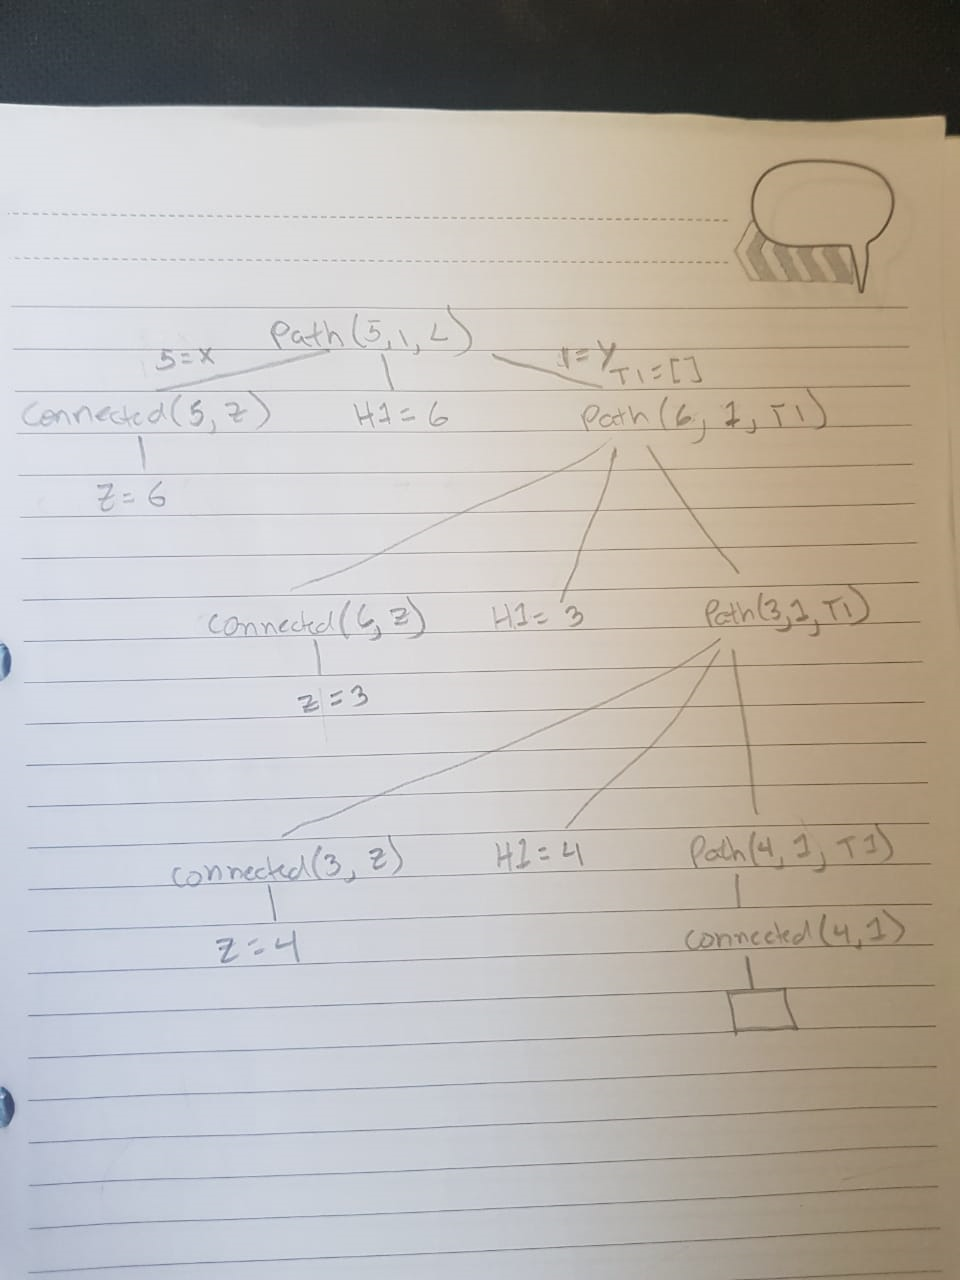 Path(5,1,L)
5=X
1=Y
T1=[]
Connected(5,Z)
H1=6
Path(6,1,T1)
Z=6
Connected(6,Z)
H1=3
Path(3,1,T1)
Z=3
Connected(3,Z)
H1=4
Path(4,1,T1)
Z=4
Connected(4,1)